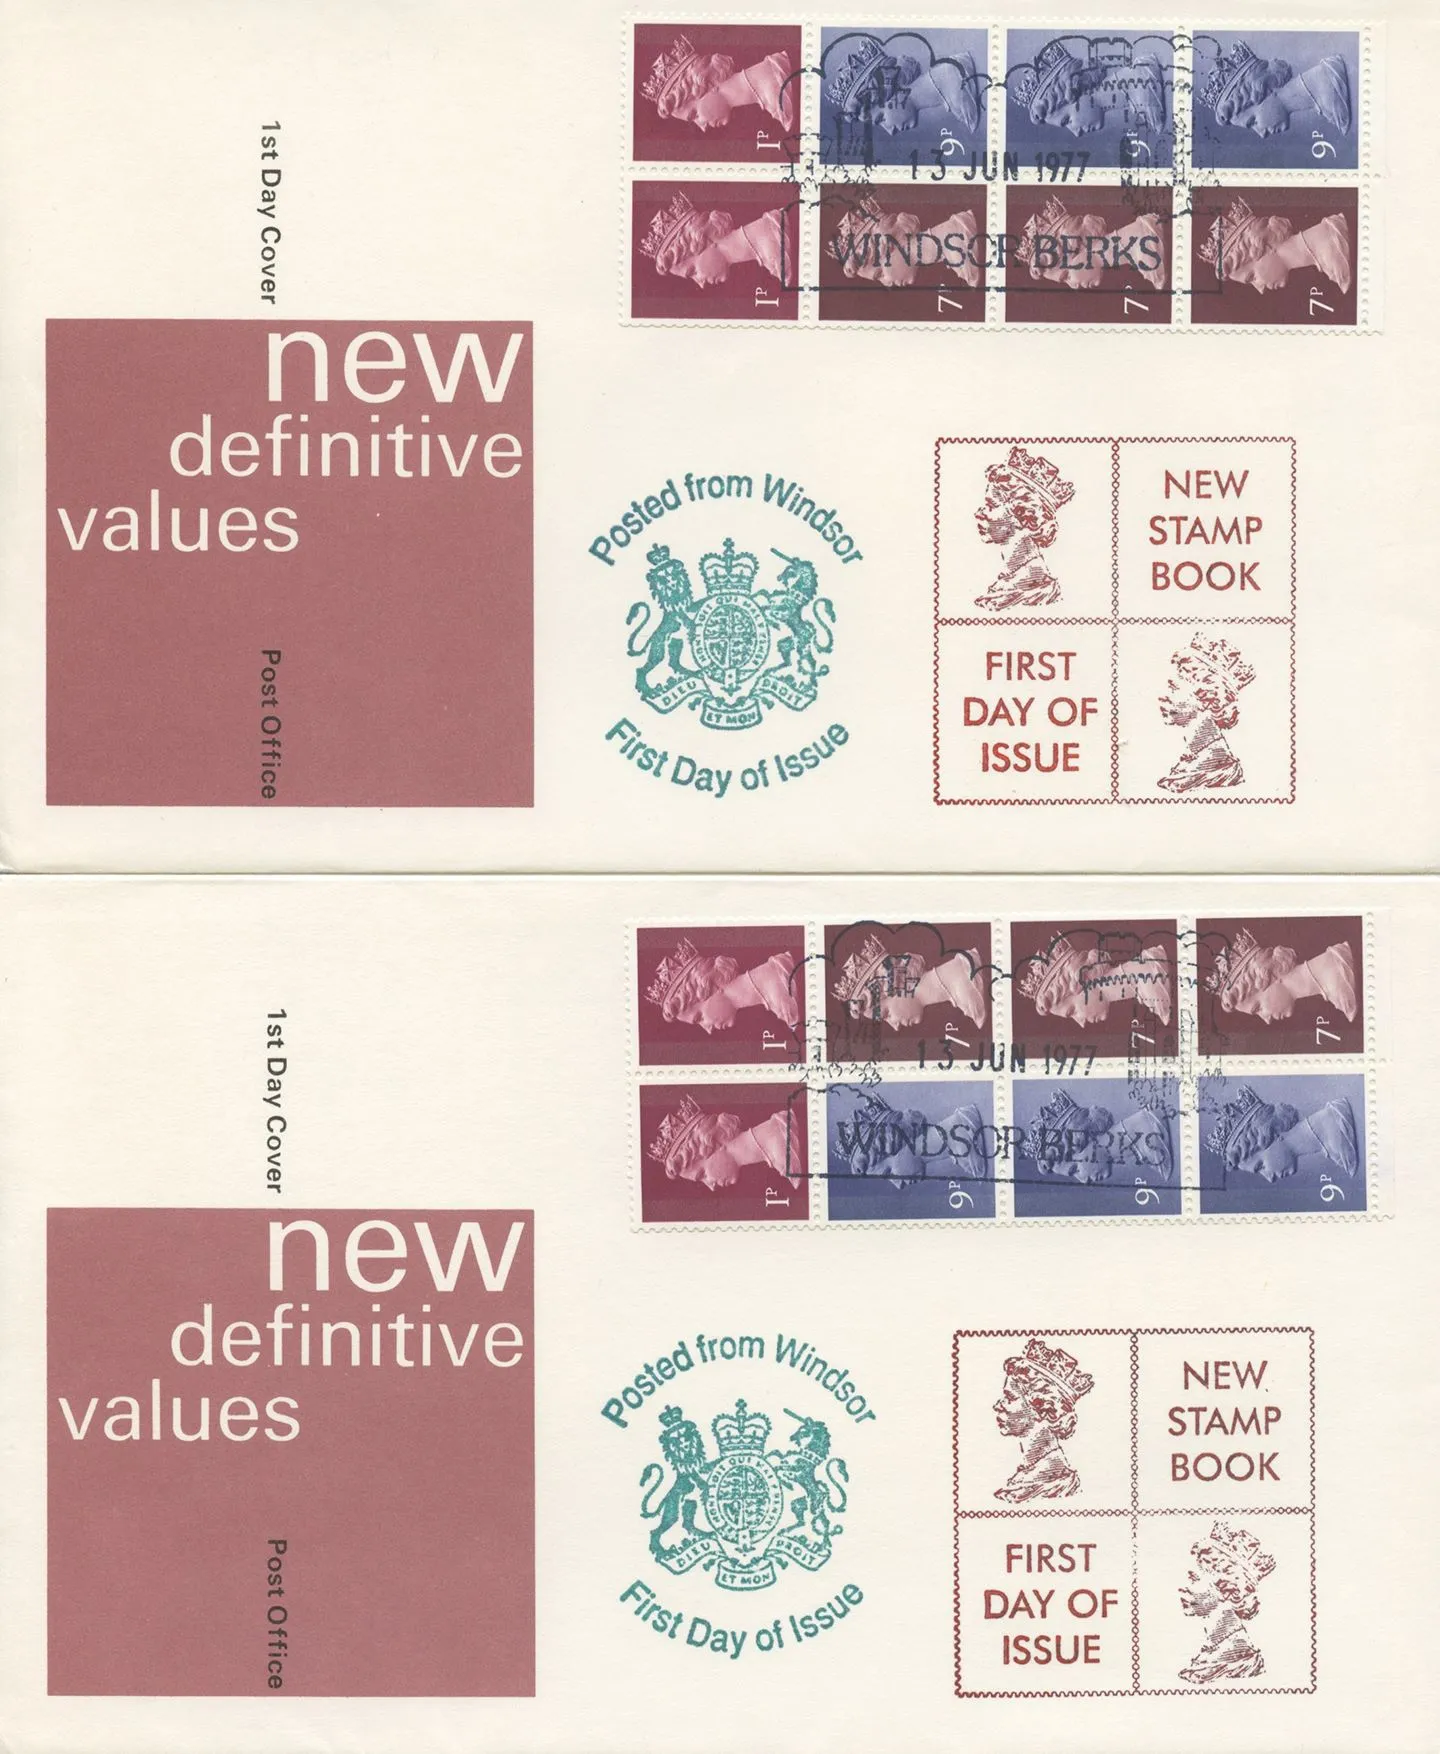 1P 9P 9P 9P
13 JUN 1977
1P 7P 7P 7P
WINDSOR BERKS
1st Day Cover
new
definitive
values
Post Office
Posted from Windsor
DIEU ET MON DROIT
First Day of Issue
NEW
STAMP
BOOK
FIRST
DAY OF
ISSUE
1P 7P 7P 7P
13 JUN 1977
1P 9P 9P 9P
WINDSOR BERKS
1st Day Cover
new
definitive
values
Post Office
Posted from Windsor
DIEU ET MON DROIT
First Day of Issue
NEW
STAMP
BOOK
FIRST
DAY OF
ISSUE